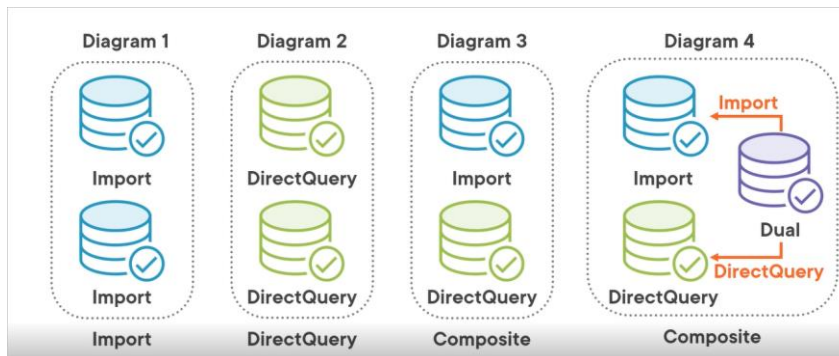 Diagram 1
Import
Import
Import
Diagram 2
DirectQuery
DirectQuery
DirectQuery
Diagram 3
Import
DirectQuery
Composite
Diagram 4
Import
Import
Dual
DirectQuery
DirectQuery
Composite